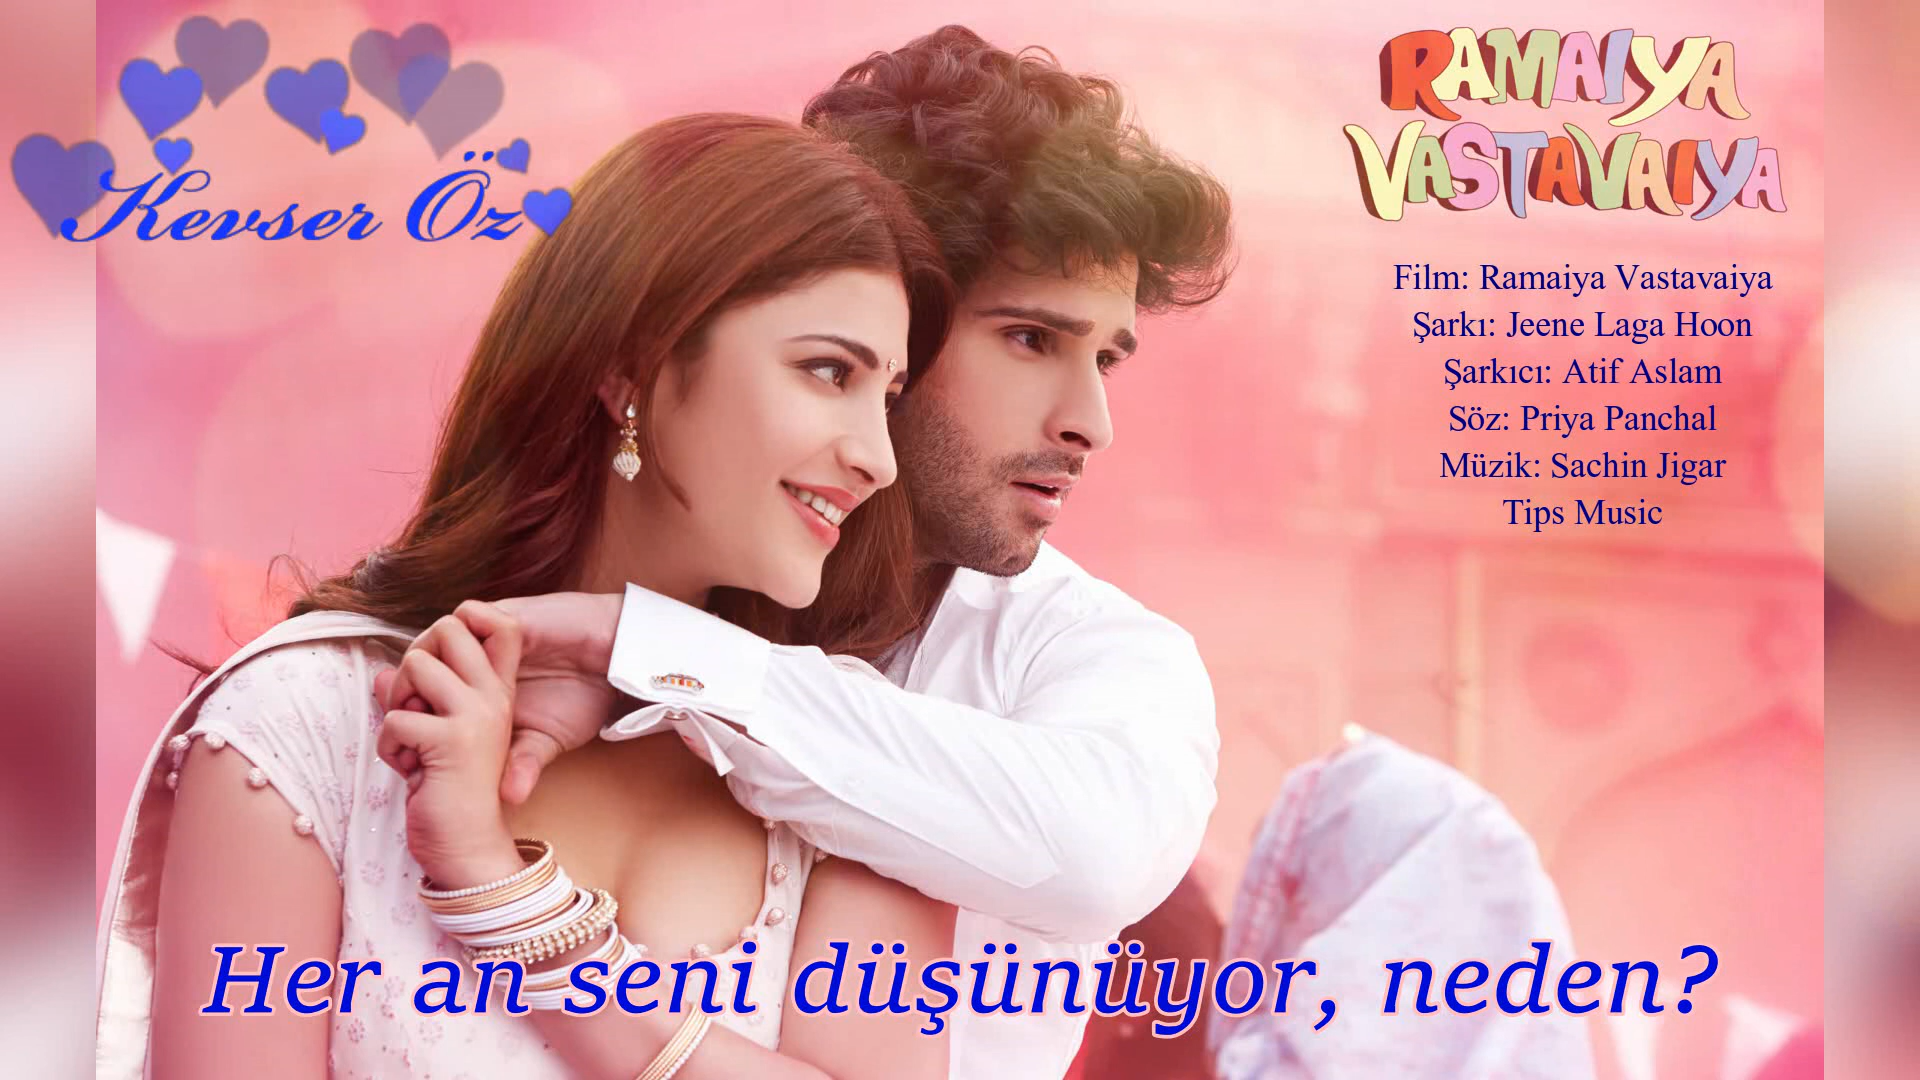 Kevser Öz
RAMAIYA
VASTAVAIYA
Film: Ramaiya Vastavaiya
Şarkı: Jeene Laga Hoon
Şarkıcı: Atif Aslam
Söz: Priya Panchal
Müzik: Sachin Jigar
Tips Music
Her an seni düşünüyor, neden?